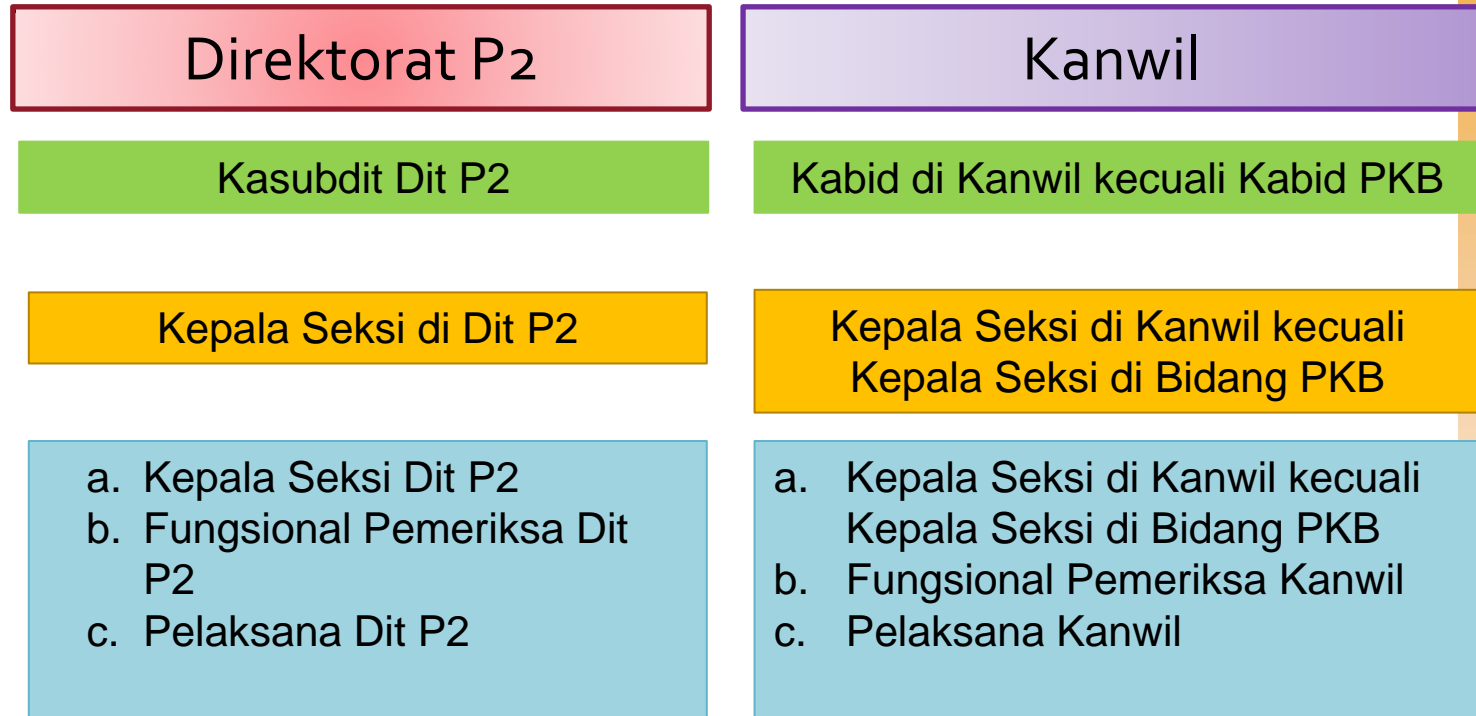 Direktorat P2
Kanwil
Kasubdit Dit P2
Kabid di Kanwil kecuali Kabid PKB
Kepala Seksi di Dit P2
Kepala Seksi di Kanwil kecuali
Kepala Seksi di Bidang PKB
a. Kepala Seksi Dit P2
b. Fungsional Pemeriksa Dit
P2
c. Pelaksana Dit P2
a. Kepala Seksi di Kanwil kecuali
Kepala Seksi di Bidang PKB
b. Fungsional Pemeriksa Kanwil
c. Pelaksana Kanwil